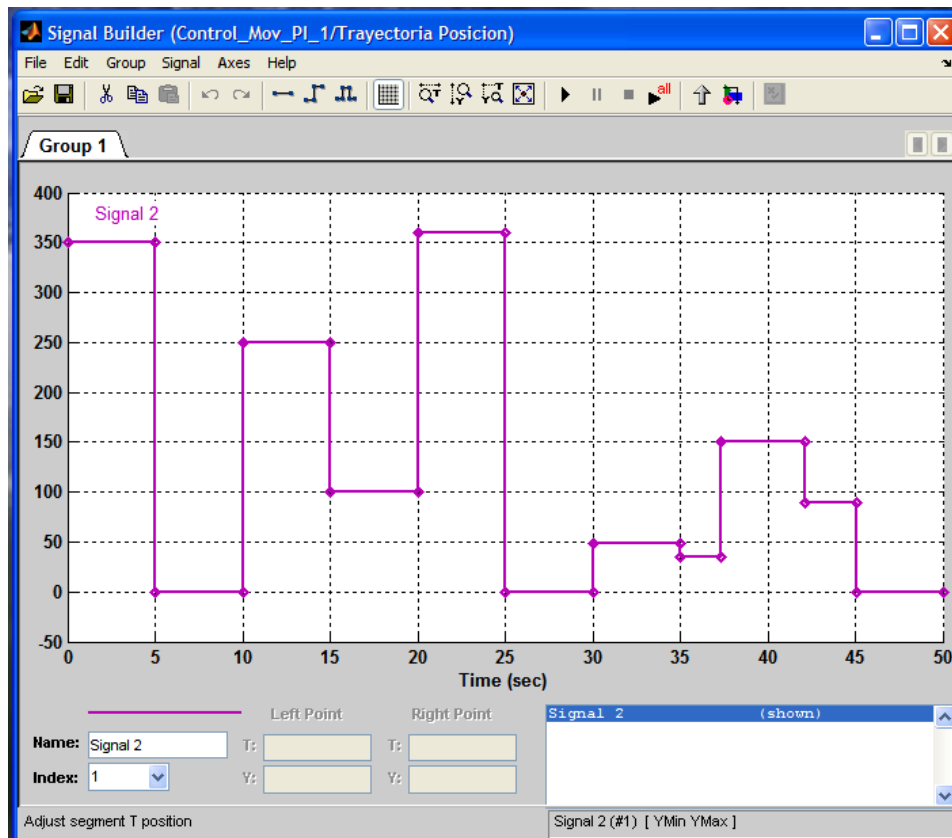 Signal Builder (Control_Mov_PI_1/Trayectoria Posicion)
File Edit Group Signal Axes Help
all
Group 1
400
350
300
250
200
150
100
50
0
-50
Signal 2
0 5 10 15 20 25 30 35 40 45 50
Time (sec)
Left Point Right Point
Name: Signal 2 T: T:
Index: 1 Y: Y:
Signal 2 (shown)
Adjust segment T position
Signal 2 (#1) [ YMin YMax ]